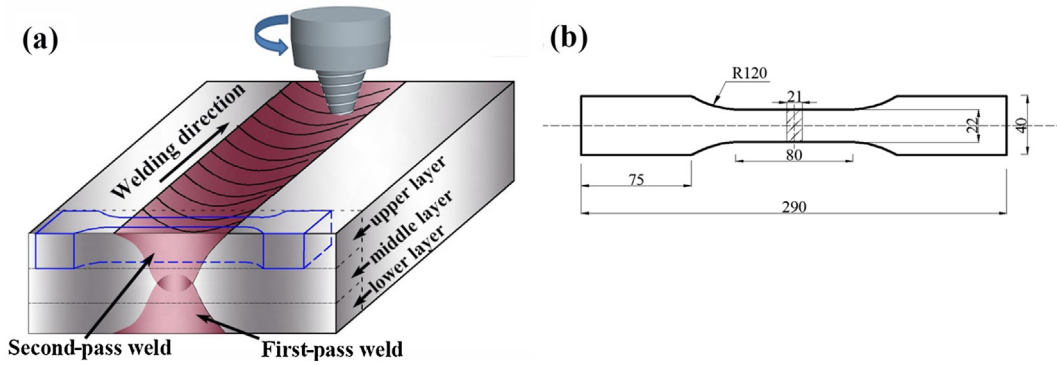 (a)
Welding direction
upper layer
middle layer
lower layer
Second-pass weld
First-pass weld
(b)
R120
21
22
40
80
75
290